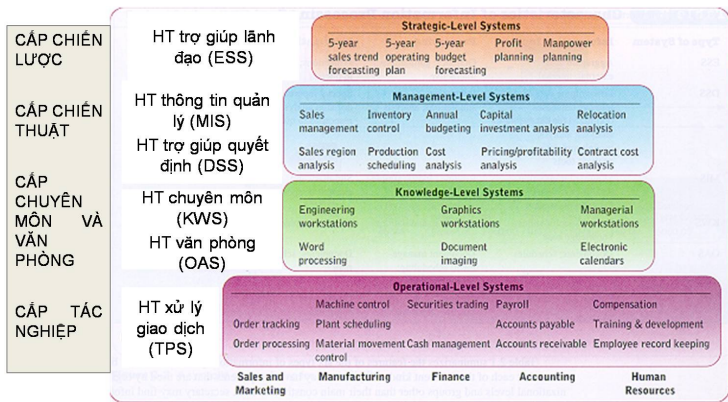 CẤP CHIẾN
LƯỢC
CẤP CHIẾN
THUẬT
CẤP
CHUYÊN
MÔN VÀ
VĂN
PHÒNG
CẤP TÁC
NGHIỆP
HT trợ giúp lãnh
đạo (ESS)
HT thông tin quản
lý (MIS)
HT trợ giúp quyết
định (DSS)
HT chuyên môn
(KWS)
HT văn phòng
(OAS)
HT xử lý
giao dịch
(TPS)
Strategic-Level Systems
5-year 5-year 5-year Profit Manpower
sales trend operating budget planning planning
forecasting plan forecasting
Management-Level Systems
Sales Inventory Annual Capital Relocation
management control budgeting investment analysis analysis
Sales region Production Cost Pricing/profitability Contract cost
analysis scheduling analysis analysis analysis
Knowledge-Level Systems
Engineering Graphics Managerial
workstations workstations workstations
Word Document Electronic
processing imaging calendars
Operational-Level Systems
Machine control Securities trading Payroll Compensation
Order tracking Plant scheduling Accounts payable Training & development
Order processing Material movement Cash management Accounts receivable Employee record keeping
control
Sales and Manufacturing Finance Accounting Human
Marketing Resources